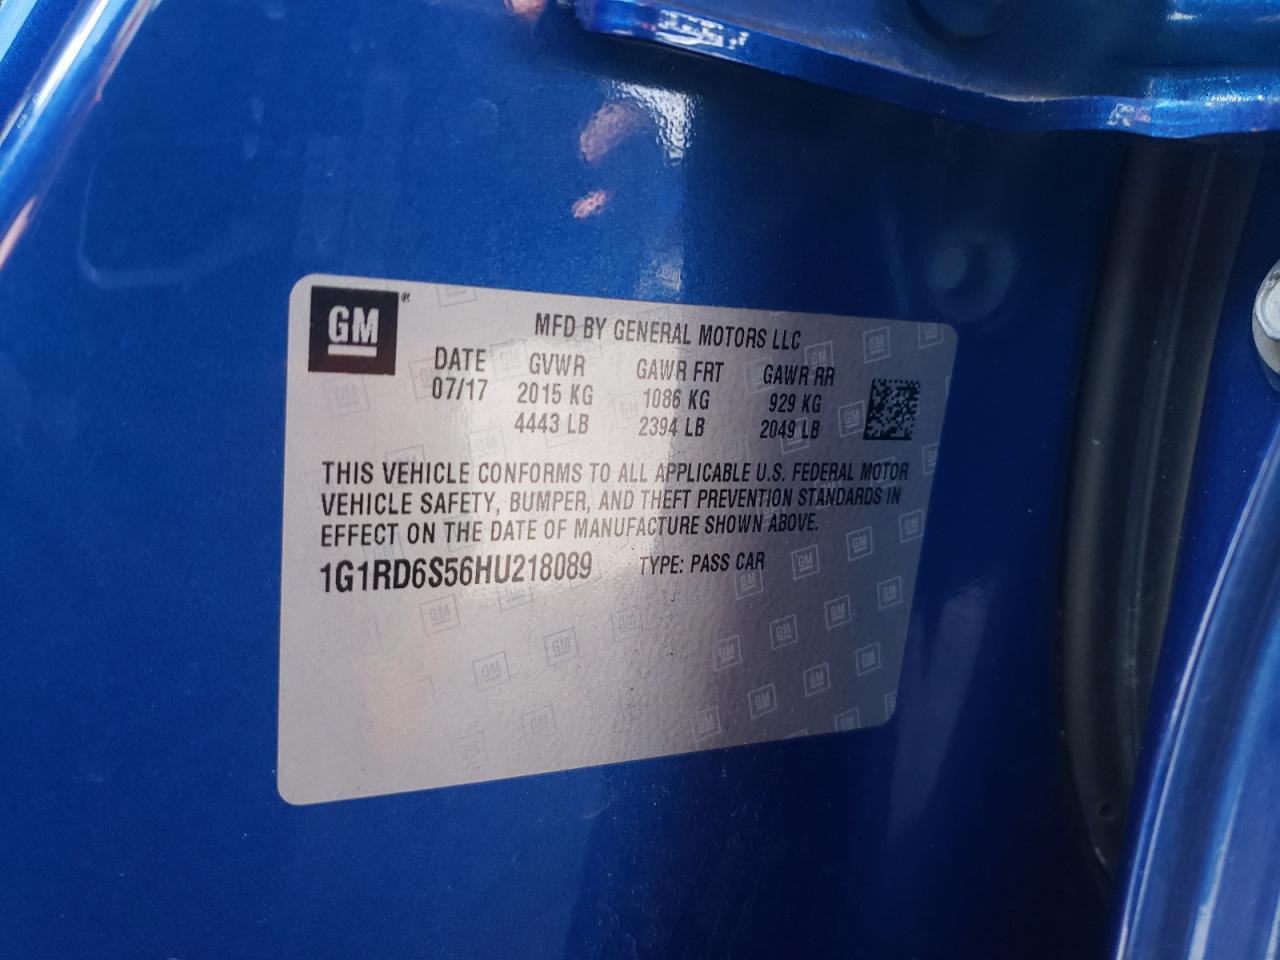 GM®
MFD BY GENERAL MOTORS LLC
DATE GVWR GAWR FRT GAWR RR
07/17 2015 KG 1086 KG 929 KG
4443 LB 2394 LB 2049 LB
THIS VEHICLE CONFORMS TO ALL APPLICABLE U.S. FEDERAL MOTOR
VEHICLE SAFETY, BUMPER, AND THEFT PREVENTION STANDARDS IN
EFFECT ON THE DATE OF MANUFACTURE SHOWN ABOVE.
1G1RD6S56HU218089 TYPE: PASS CAR